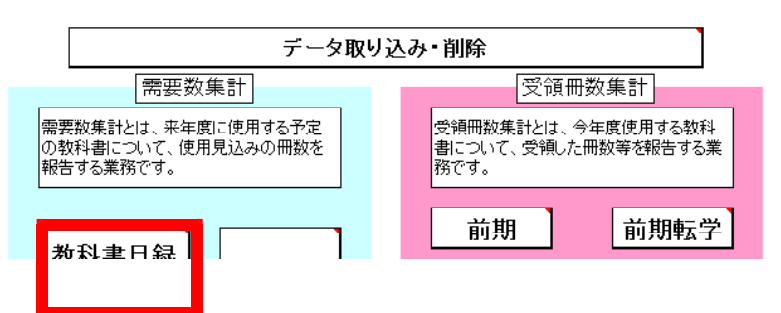 データ取り込み・削除
需要数集計
需要数集計とは、来年度に使用する予定
の教科書について、使用見込みの冊数を
報告する業務です。
教科書目録
受領冊数集計
受領冊数集計とは、今年度使用する教科
書について、受領した冊数等を報告する業
務です。
前期
前期転学